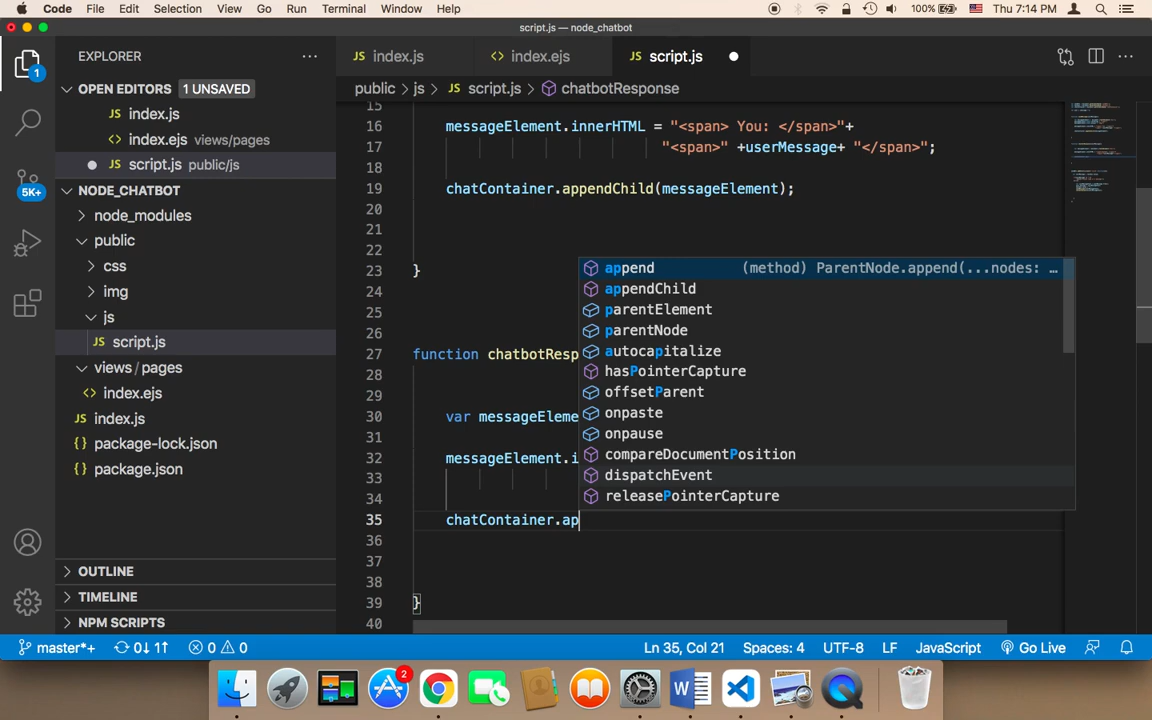 Code File Edit Selection View Go Run Terminal Window Help 100% Thu 7:14 PM
script.js — node_chatbot
EXPLORER
OPEN EDITORS 1 UNSAVED
JS index.js
<> index.ejs views/pages
JS script.js public/js
NODE_CHATBOT
node_modules
public
css
img
js
JS script.js
views/pages
<> index.ejs
JS index.js
{} package-lock.json
{} package.json
OUTLINE
TIMELINE
NPM SCRIPTS
1
5K+
JS index.js <> index.ejs JS script.js
public > js > JS script.js > chatbotResponse
15
16 messageElement.innerHTML = "<span> You: </span>"+
17 "<span>" +userMessage+ "</span>";
18
19 chatContainer.appendChild(messageElement);
20
21
22
23 }
24
25
26
27 function chatbotResp
28
29
30 var messageEleme
31
32 messageElement.i
33
34
35 chatContainer.ap
36
37
38
39 }
40
append (method) ParentNode.append(...nodes: …
appendChild
parentElement
parentNode
autocapitalize
hasPointerCapture
offsetParent
onpaste
onpause
compareDocumentPosition
dispatchEvent
releasePointerCapture
master*+ 0↓ 1↑ 0 0 Ln 35, Col 21 Spaces: 4 UTF-8 LF JavaScript Go Live
2